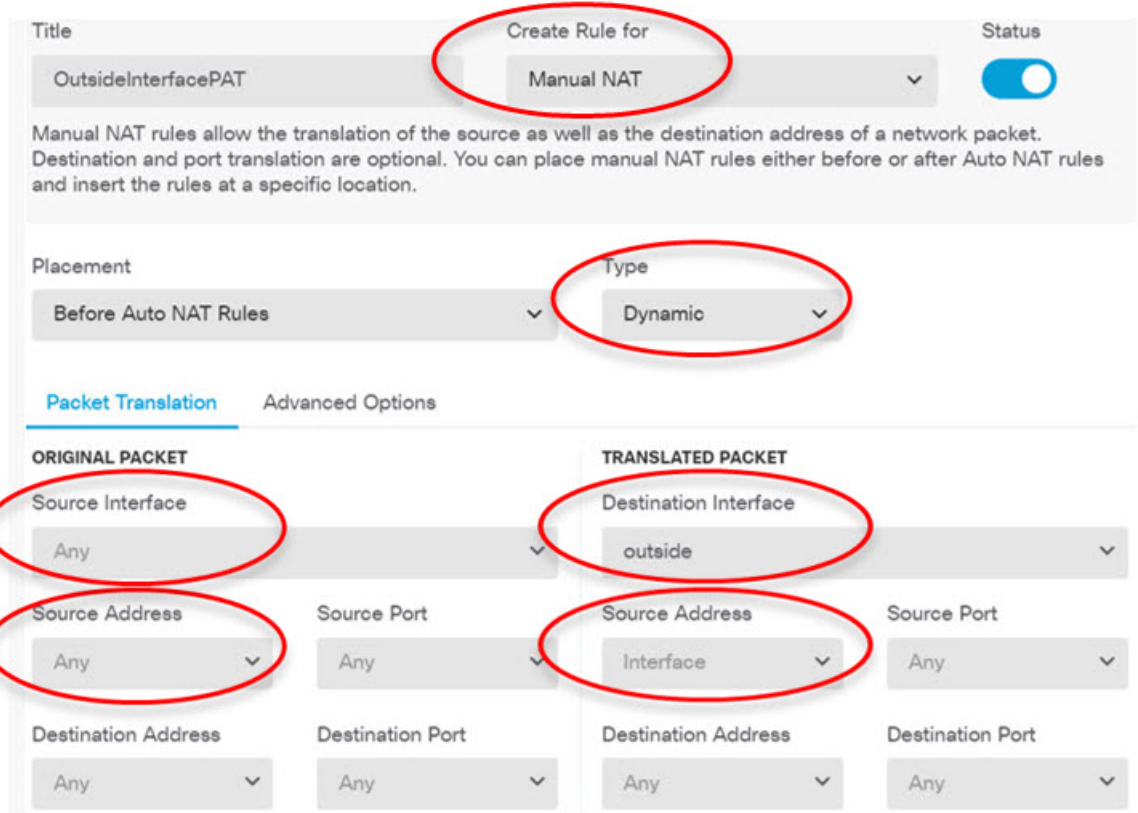 Title
Create Rule for
Status
OutsideInterfacePAT
Manual NAT
Manual NAT rules allow the translation of the source as well as the destination address of a network packet.
Destination and port translation are optional. You can place manual NAT rules either before or after Auto NAT rules
and insert the rules at a specific location.
Placement
Type
Before Auto NAT Rules
Dynamic
Packet Translation
Advanced Options
ORIGINAL PACKET
TRANSLATED PACKET
Source Interface
Destination Interface
Any
outside
Source Address
Source Port
Source Address
Source Port
Any
Any
Interface
Any
Destination Address
Destination Port
Destination Address
Destination Port
Any
Any
Any
Any